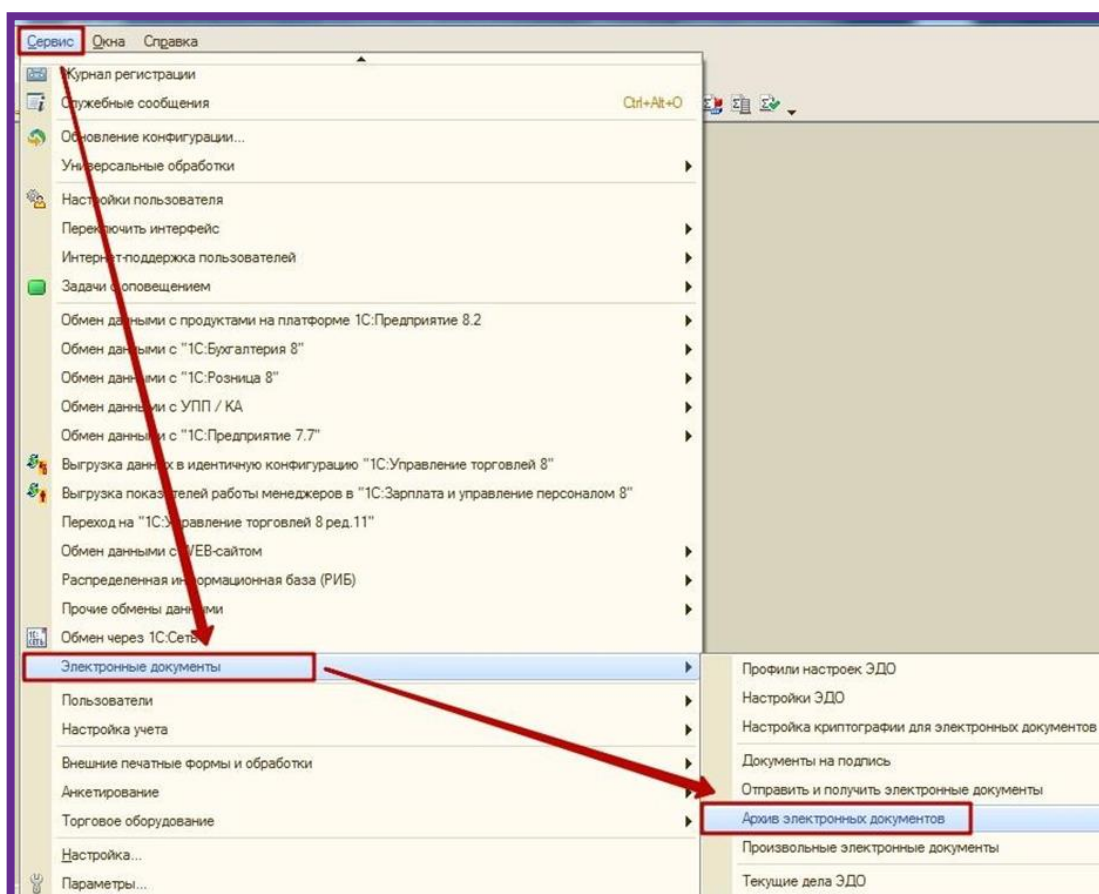 Сервис Окна Справка
Журнал регистрации
Служебные сообщения Ctrl+Alt+O
Обновление конфигурации...
Универсальные обработки
Настройки пользователя
Переключить интерфейс
Интернет-поддержка пользователей
Задачи с оповещением
Обмен данными с продуктами на платформе 1С:Предприятие 8.2
Обмен данными с "1С:Бухгалтерия 8"
Обмен данными с "1С:Розница 8"
Обмен данными с УПП / КА
Обмен данными с "1С:Предприятие 7.7"
Выгрузка данных в идентичную конфигурацию "1С:Управление торговлей 8"
Выгрузка показателей работы менеджеров в "1С:Зарплата и управление персоналом 8"
Переход на "1С:Управление торговлей 8 ред.11"
Обмен данными с WEB-сайтом
Распределенная информационная база (РИБ)
Прочие обмены данными
Обмен через 1С:Сеть
Электронные документы
Пользователи
Настройка учета
Внешние печатные формы и обработки
Анкетирование
Торговое оборудование
Настройка...
Параметры...
Профили настроек ЭДО
Настройки ЭДО
Настройка криптографии для электронных документов
Документы на подпись
Отправить и получить электронные документы
Архив электронных документов
Произвольные электронные документы
Текущие дела ЭДО